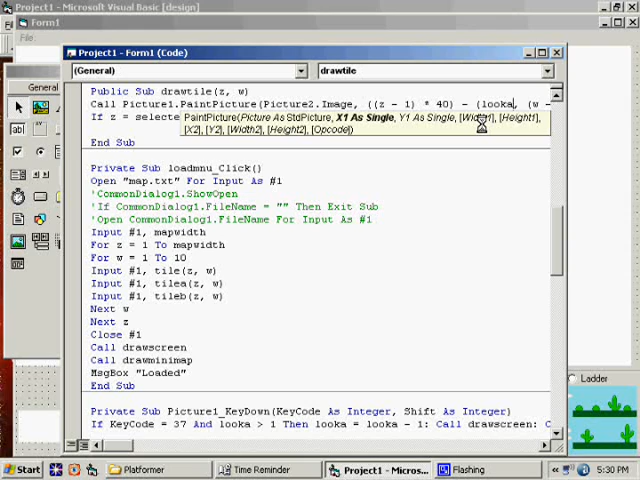 Project1 - Microsoft Visual Basic [design]
Form1
File
Project1 - Form1 (Code)
General
(General)
drawtile
Public Sub drawtile(z, w)
Call Picture1.PaintPicture(Picture2.Image, ((z - 1) * 40) - (looka, (w -
If z = selecte
PaintPicture(Picture As StdPicture, X1 As Single, Y1 As Single, [Width1], [Height1],
[X2], [Y2], [Width2], [Height2], [Opcode])
End Sub
Private Sub loadmnu_Click()
Open "map.txt" For Input As #1
'CommonDialog1.ShowOpen
'If CommonDialog1.FileName = "" Then Exit Sub
'Open CommonDialog1.FileName For Input As #1
Input #1, mapwidth
For z = 1 To mapwidth
For w = 1 To 10
Input #1, tile(z, w)
Input #1, tilea(z, w)
Input #1, tileb(z, w)
Next w
Next z
Close #1
Call drawscreen
Call drawminimap
MsgBox "Loaded"
End Sub
Private Sub Picture1_KeyDown(KeyCode As Integer, Shift As Integer)
If KeyCode = 37 And looka > 1 Then looka = looka - 1: Call drawscreen: C
Ladder
Start
Platformer
Time Reminder
Project1 - Micros...
Flashing
5:30 PM